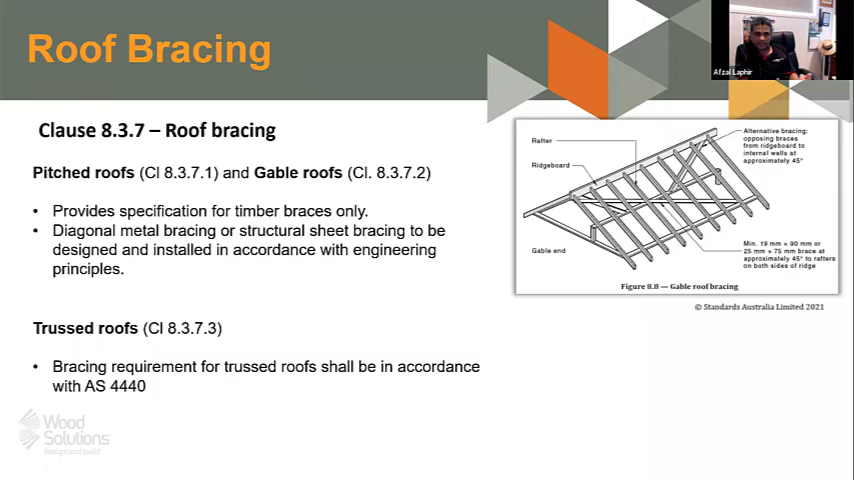 Roof Bracing
Afzal Laphir
Clause 8.3.7 – Roof bracing
Pitched roofs (Cl 8.3.7.1) and Gable roofs (Cl. 8.3.7.2)
• Provides specification for timber braces only.
• Diagonal metal bracing or structural sheet bracing to be
designed and installed in accordance with engineering
principles.
Trussed roofs (Cl 8.3.7.3)
• Bracing requirement for trussed roofs shall be in accordance
with AS 4440
Rafter
Ridgeboard
Gable end
Alternative bracing:
opposing braces
from ridgeboard to
internal walls at
approximately 45°
Min. 19 mm × 90 mm or
25 mm × 75 mm brace at
approximately 45° to rafters
on both sides of ridge
Figure 8.8 — Gable roof bracing
© Standards Australia Limited 2021
Wood
Solutions
design and build